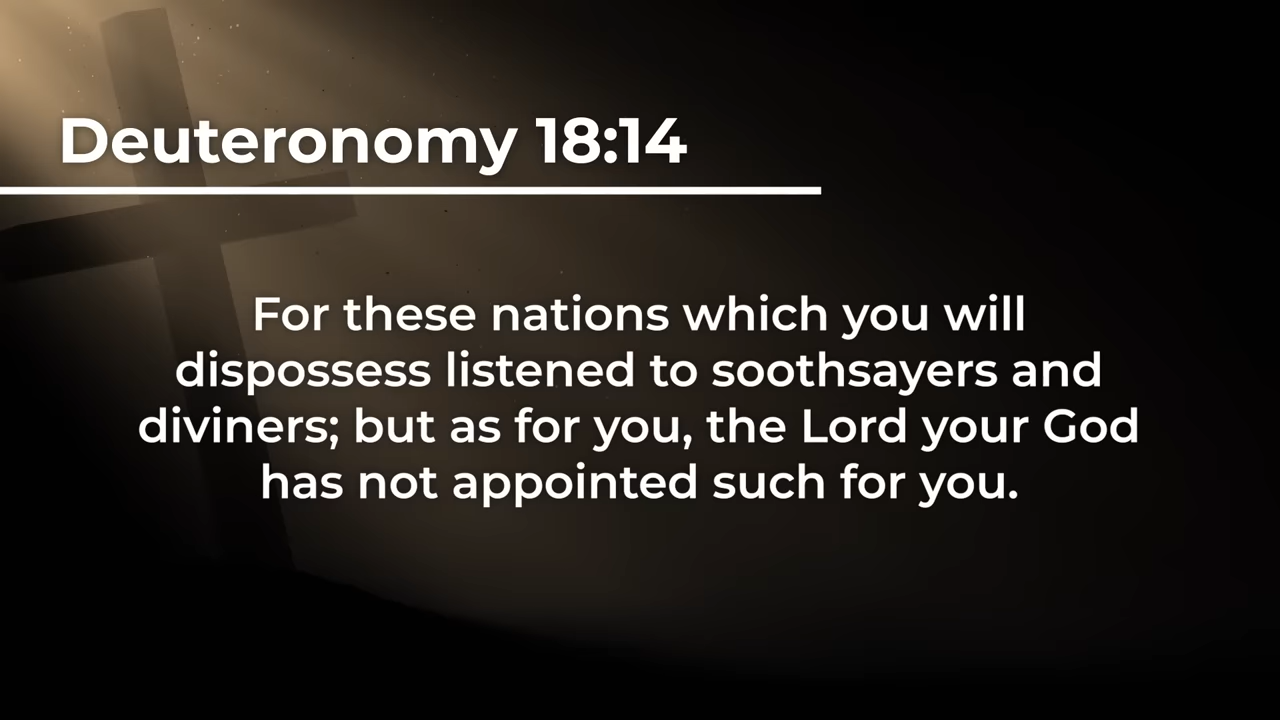 Deuteronomy 18:14
For these nations which you will
dispossess listened to soothsayers and
diviners; but as for you, the Lord your God
has not appointed such for you.